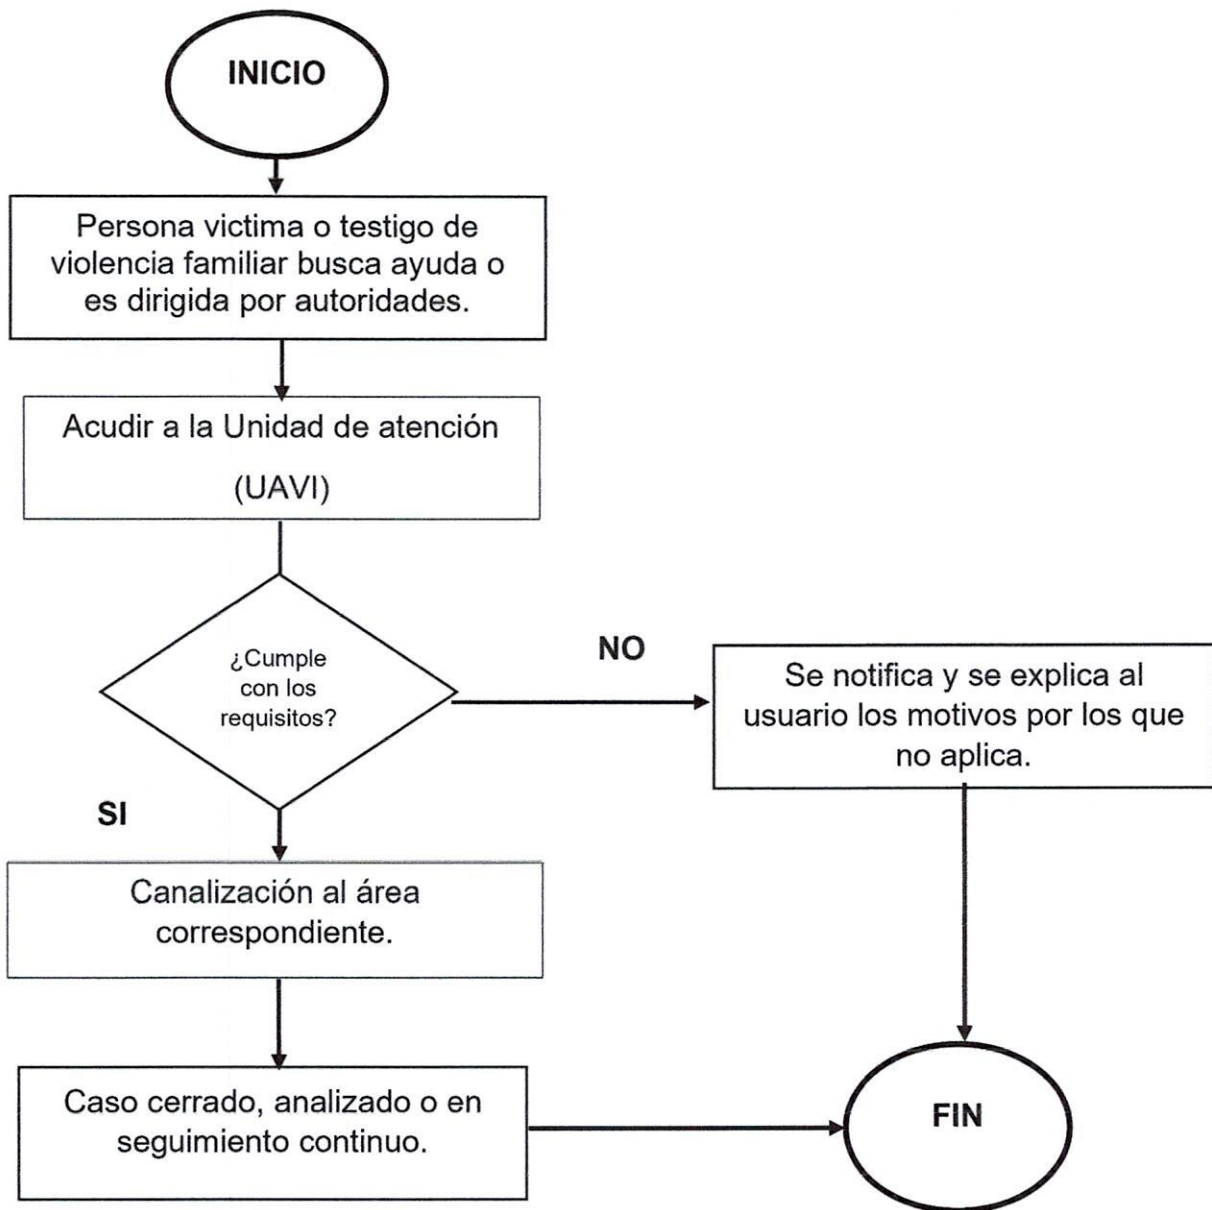 INICIO
Persona victima o testigo de
violencia familiar busca ayuda o
es dirigida por autoridades.
Acudir a la Unidad de atención
(UAVI)
¿Cumple
con los
requisitos?
NO
Se notifica y se explica al
usuario los motivos por los que
no aplica.
SI
Canalización al área
correspondiente.
Caso cerrado, analizado o en
seguimiento continuo.
FIN